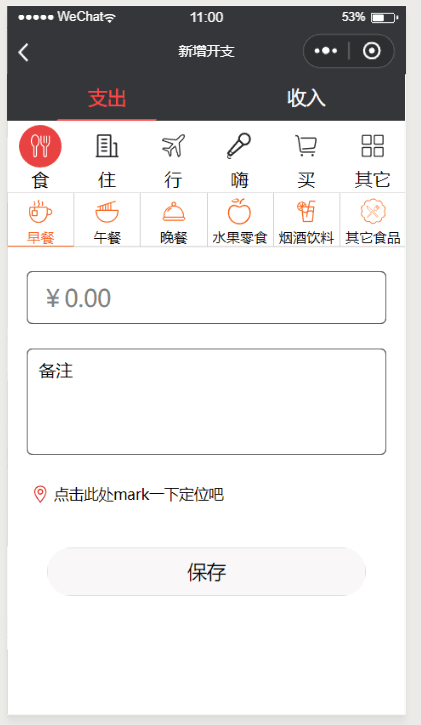 WeChat 11:00 53%
新增开支
支出 收入
食 住 行 嗨 买 其它
早餐 午餐 晚餐 水果零食 烟酒饮料 其它食品
¥0.00
备注
点击此处mark一下定位吧
保存